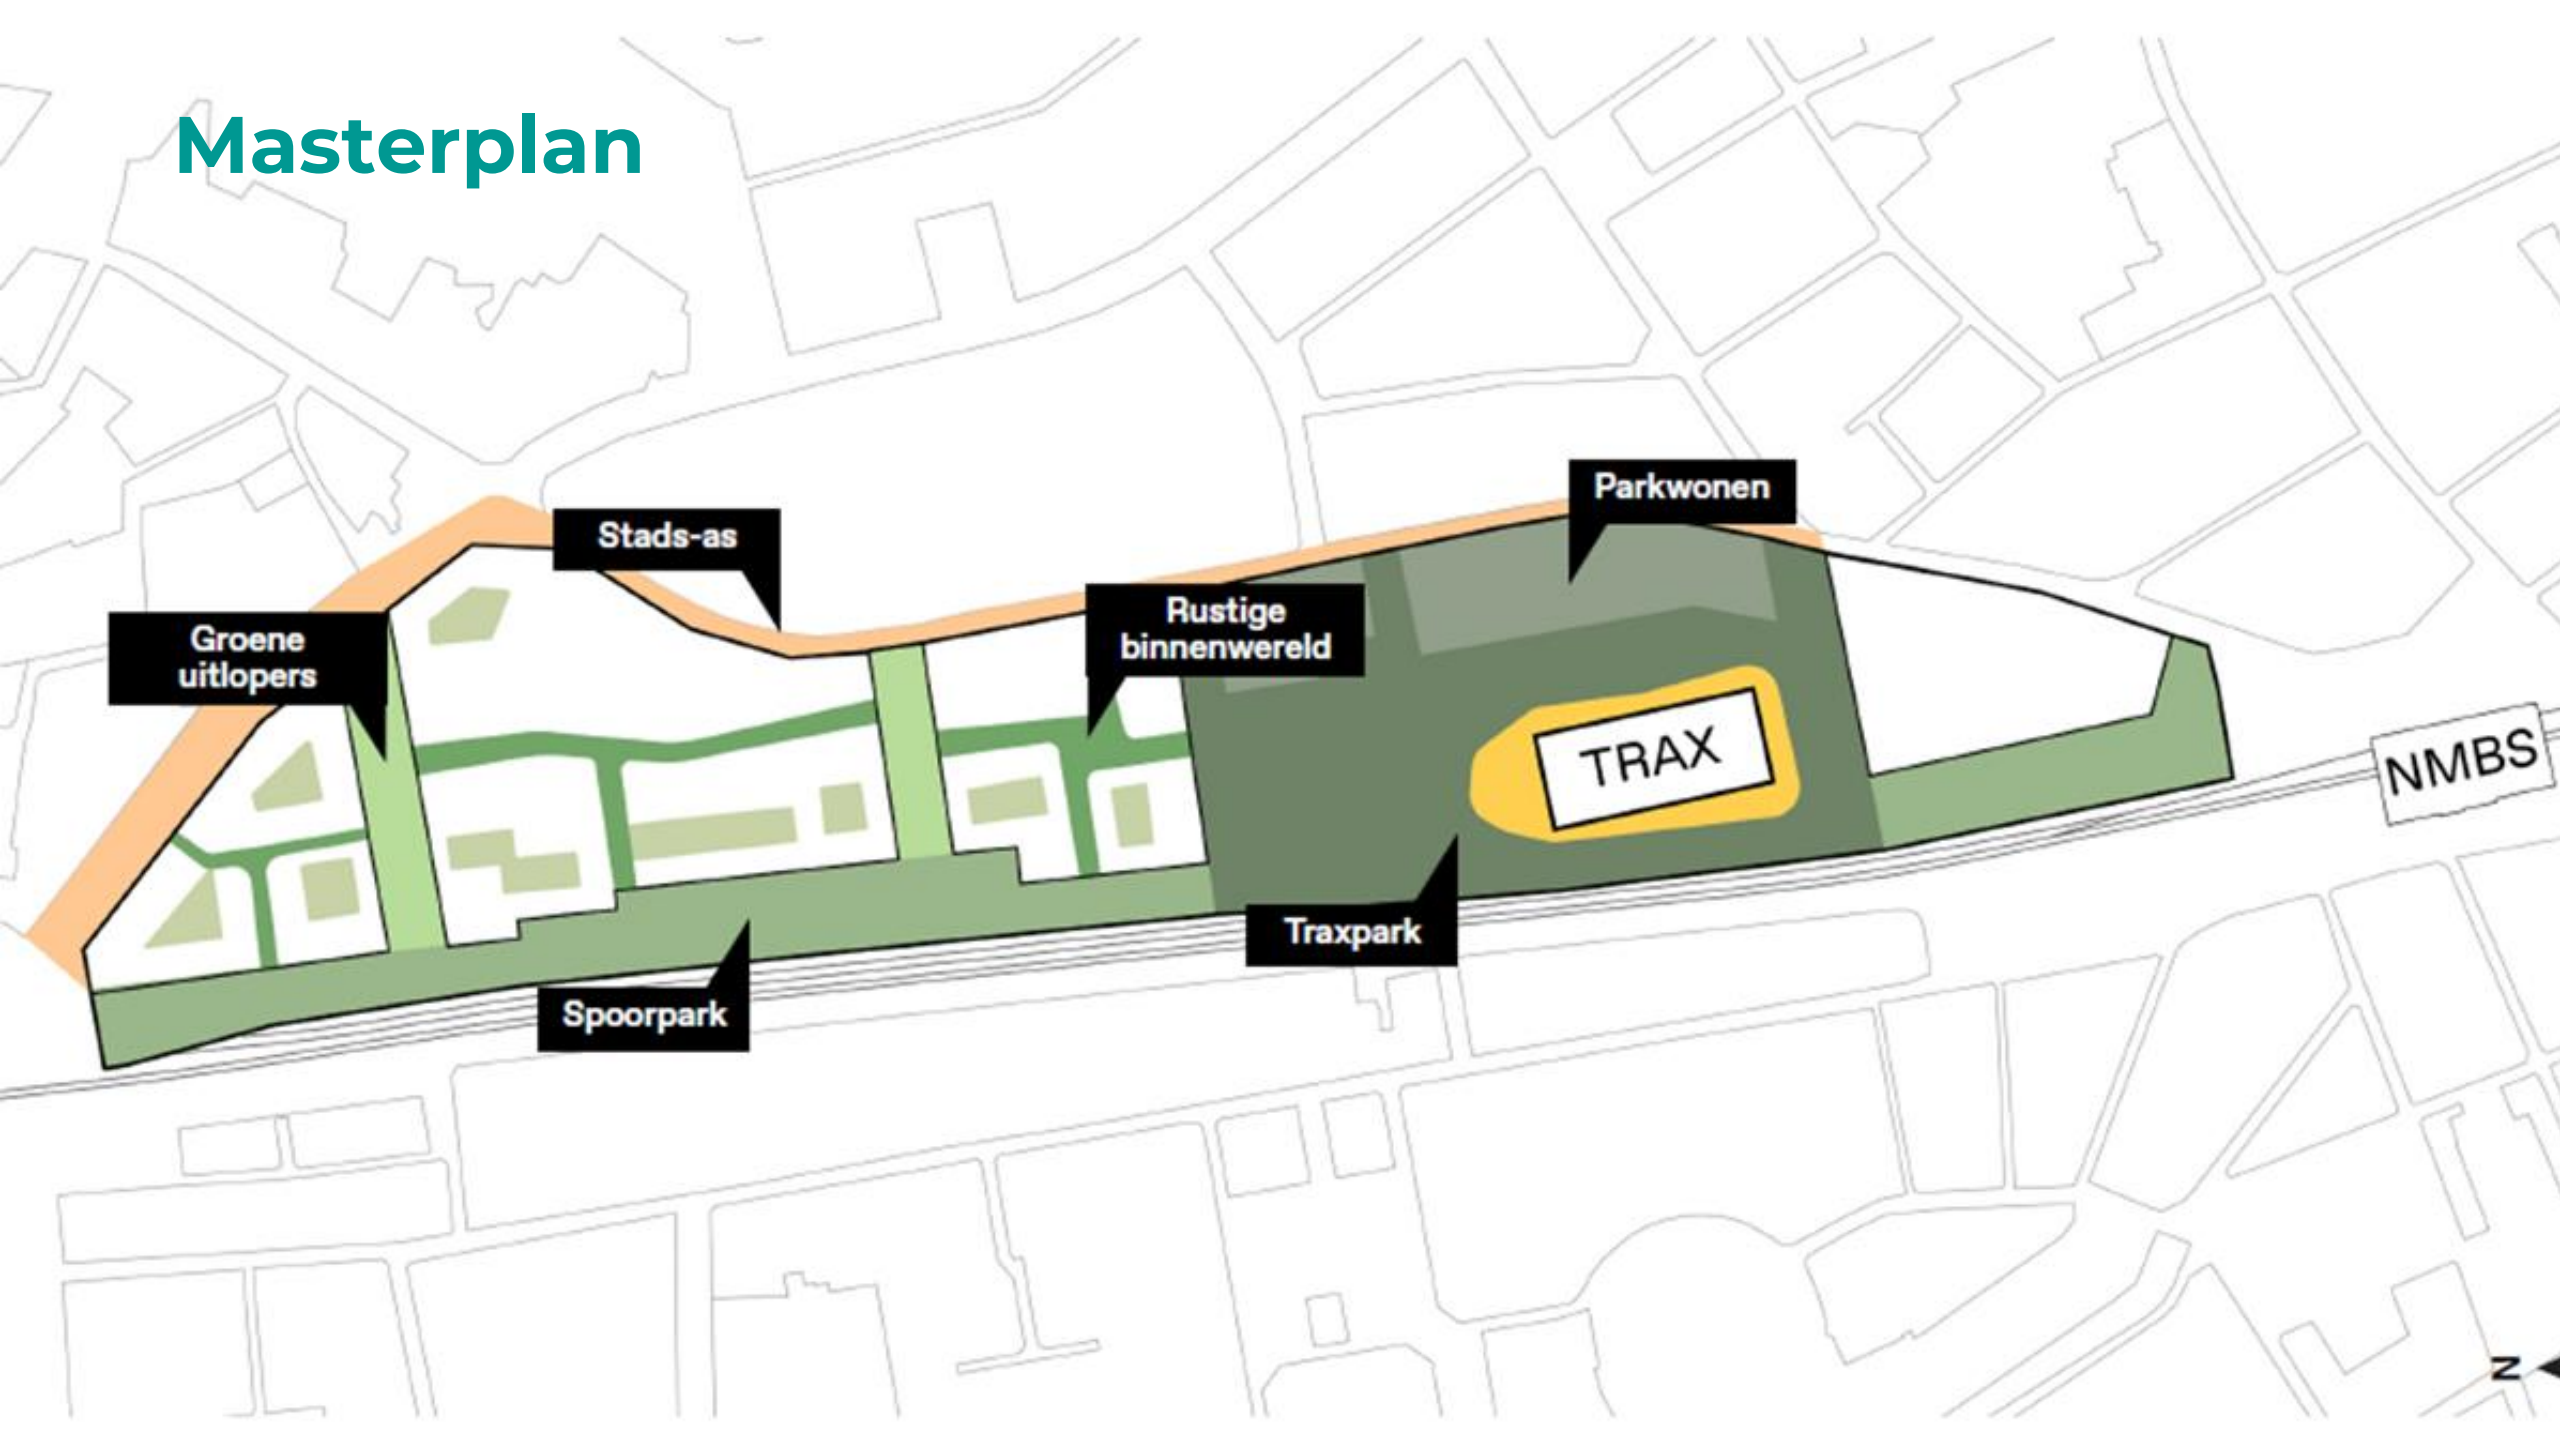 Masterplan
Parkwonen
Stads-as
Rustige
binnenwereld
Groene
uitlopers
TRAX
NMBS
Traxpark
Spoorpark
N